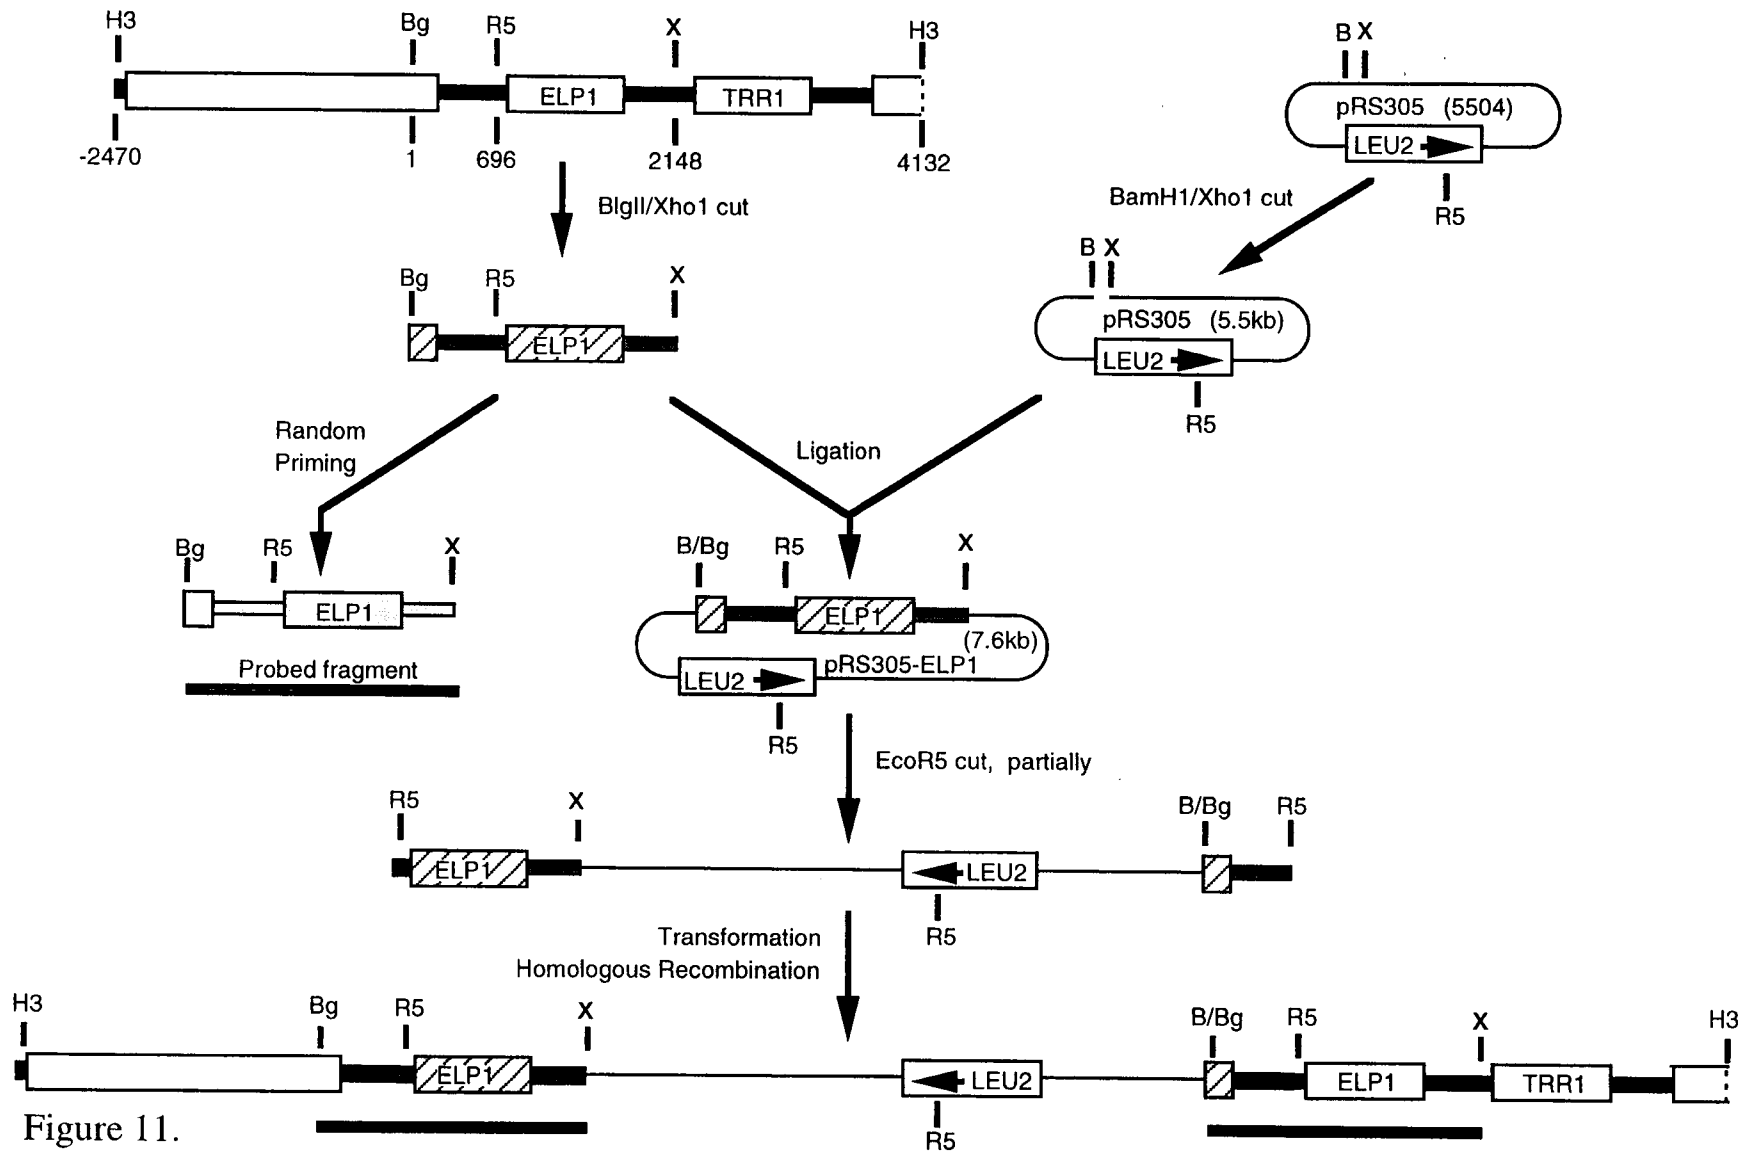 H3 Bg R5 X H3
ELP1 TRR1
-2470 1 696 2148 4132
B X
pRS305 (5504)
LEU2
R5
BlgII/Xho1 cut
BamH1/Xho1 cut
Bg R5 X
ELP1
B X
pRS305 (5.5kb)
LEU2
R5
Random
Priming
Ligation
Bg R5 X
ELP1
Probed fragment
B/Bg R5 X
ELP1
(7.6kb)
LEU2 pRS305-ELP1
R5
EcoR5 cut, partially
R5 X B/Bg R5
ELP1 LEU2
R5
Transformation
Homologous Recombination
H3 Bg R5 X B/Bg R5 X H3
ELP1 LEU2 ELP1 TRR1
R5
Figure 11.